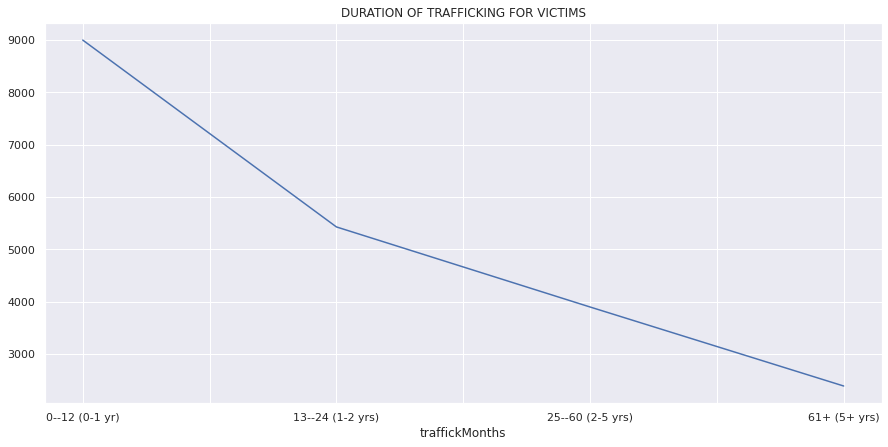 DURATION OF TRAFFICKING FOR VICTIMS
9000
8000
7000
6000
5000
4000
3000
0--12 (0-1 yr) 13--24 (1-2 yrs) 25--60 (2-5 yrs) 61+ (5+ yrs)
traffickMonths